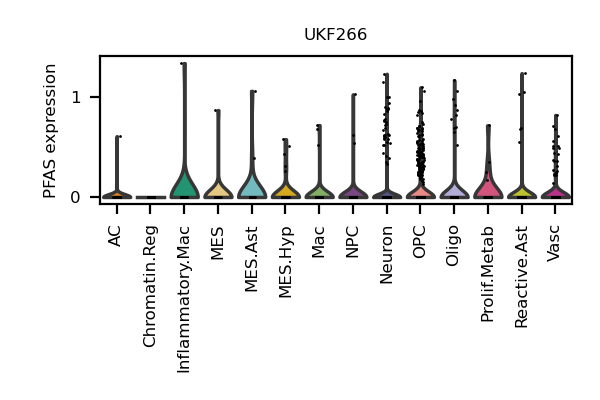 UKF266
PFAS expression
1
0
AC
Chromatin.Reg
Inflammatory.Mac
MES
MES.Ast
MES.Hyp
Mac
NPC
Neuron
OPC
Oligo
Prolif.Metab
Reactive.Ast
Vasc